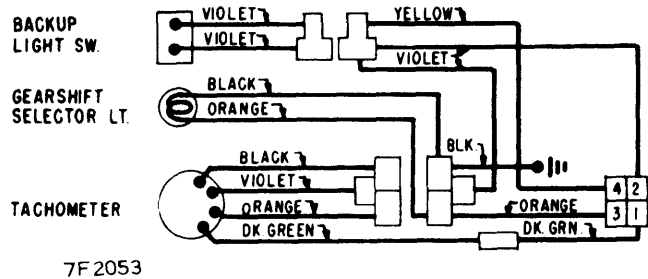 BACKUP
LIGHT SW.
VIOLET
VIOLET
YELLOW
VIOLET
GEARSHIFT
SELECTOR LT.
BLACK
ORANGE
BLACK
BLK.
VIOLET
TACHOMETER
ORANGE
ORANGE
DK. GREEN
DK. GRN.
4 2
3 1
7F2053